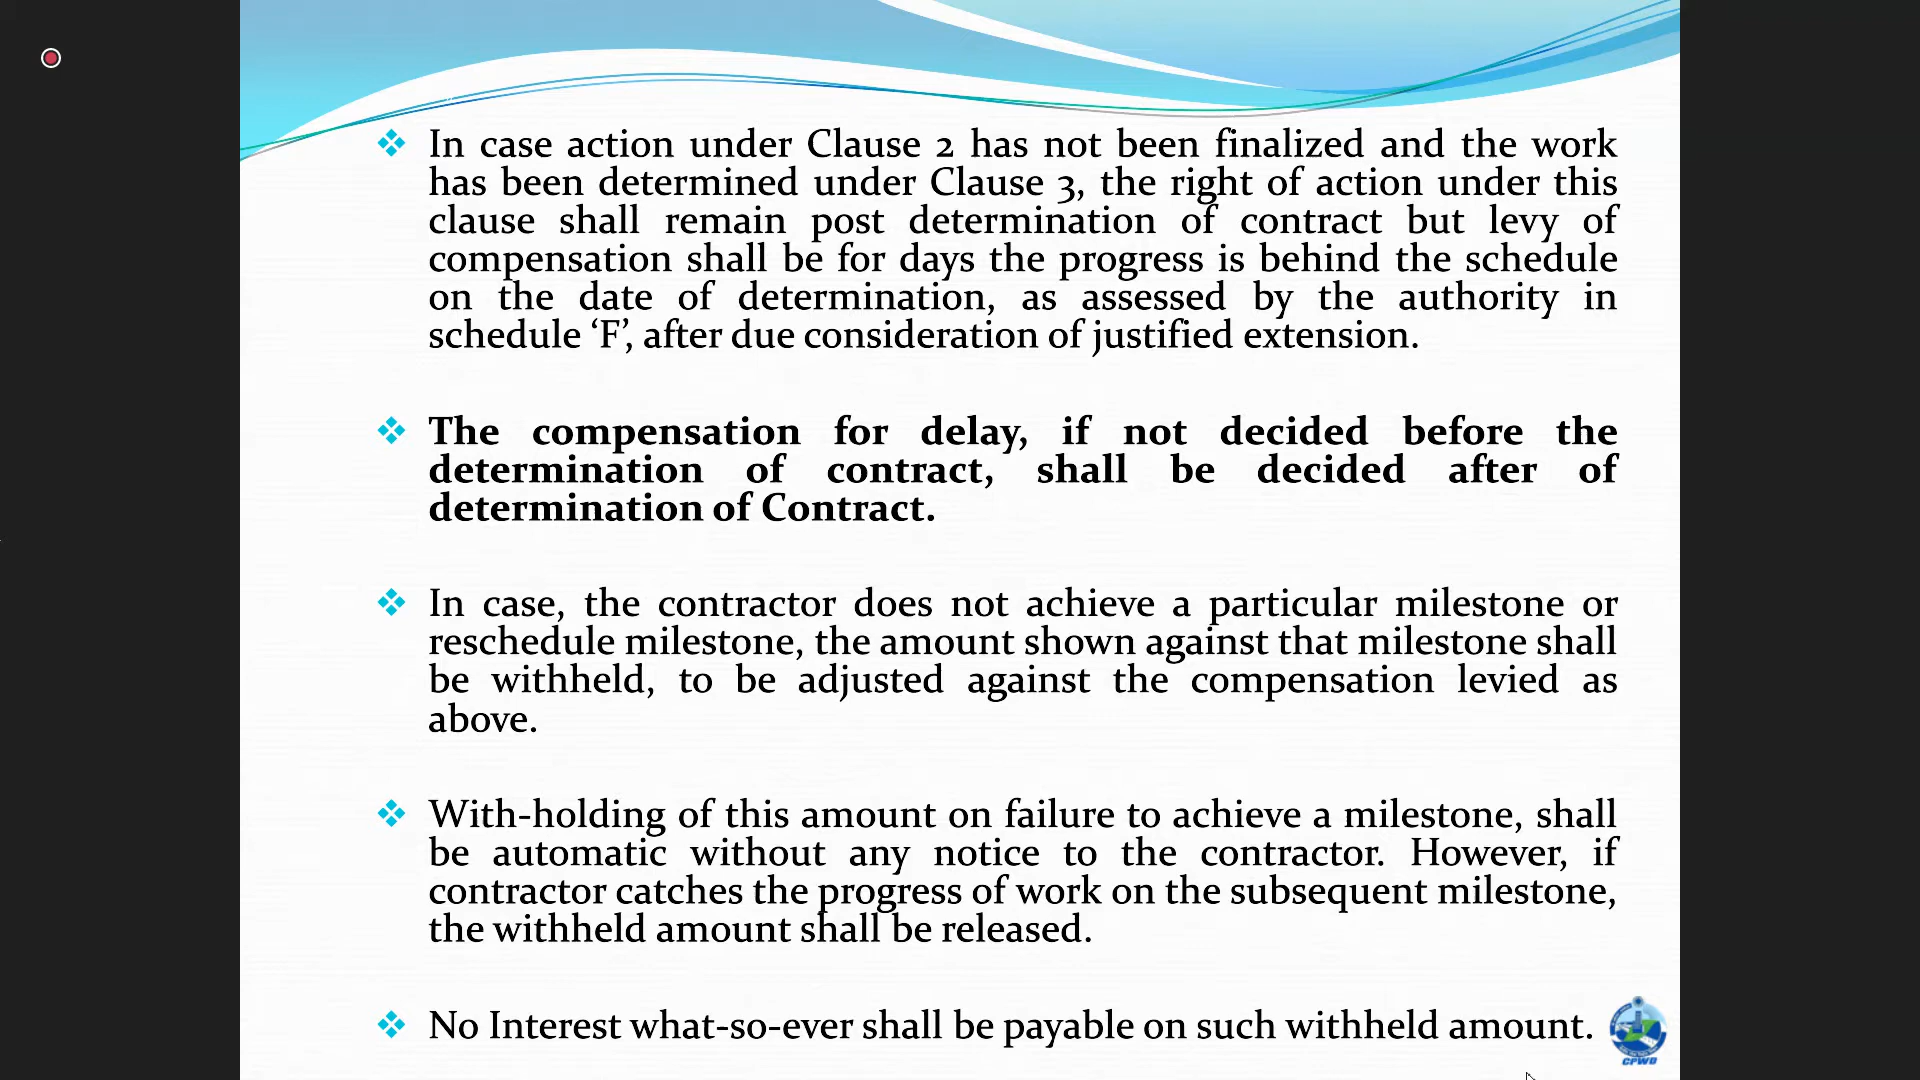 In case action under Clause 2 has not been finalized and the work
has been determined under Clause 3, the right of action under this
clause shall remain post determination of contract but levy of
compensation shall be for days the progress is behind the schedule
on the date of determination, as assessed by the authority in
schedule ‘F’, after due consideration of justified extension.
The compensation for delay, if not decided before the
determination of contract, shall be decided after of
determination of Contract.
In case, the contractor does not achieve a particular milestone or
reschedule milestone, the amount shown against that milestone shall
be withheld, to be adjusted against the compensation levied as
above.
With-holding of this amount on failure to achieve a milestone, shall
be automatic without any notice to the contractor. However, if
contractor catches the progress of work on the subsequent milestone,
the withheld amount shall be released.
No Interest what-so-ever shall be payable on such withheld amount.
CPWD